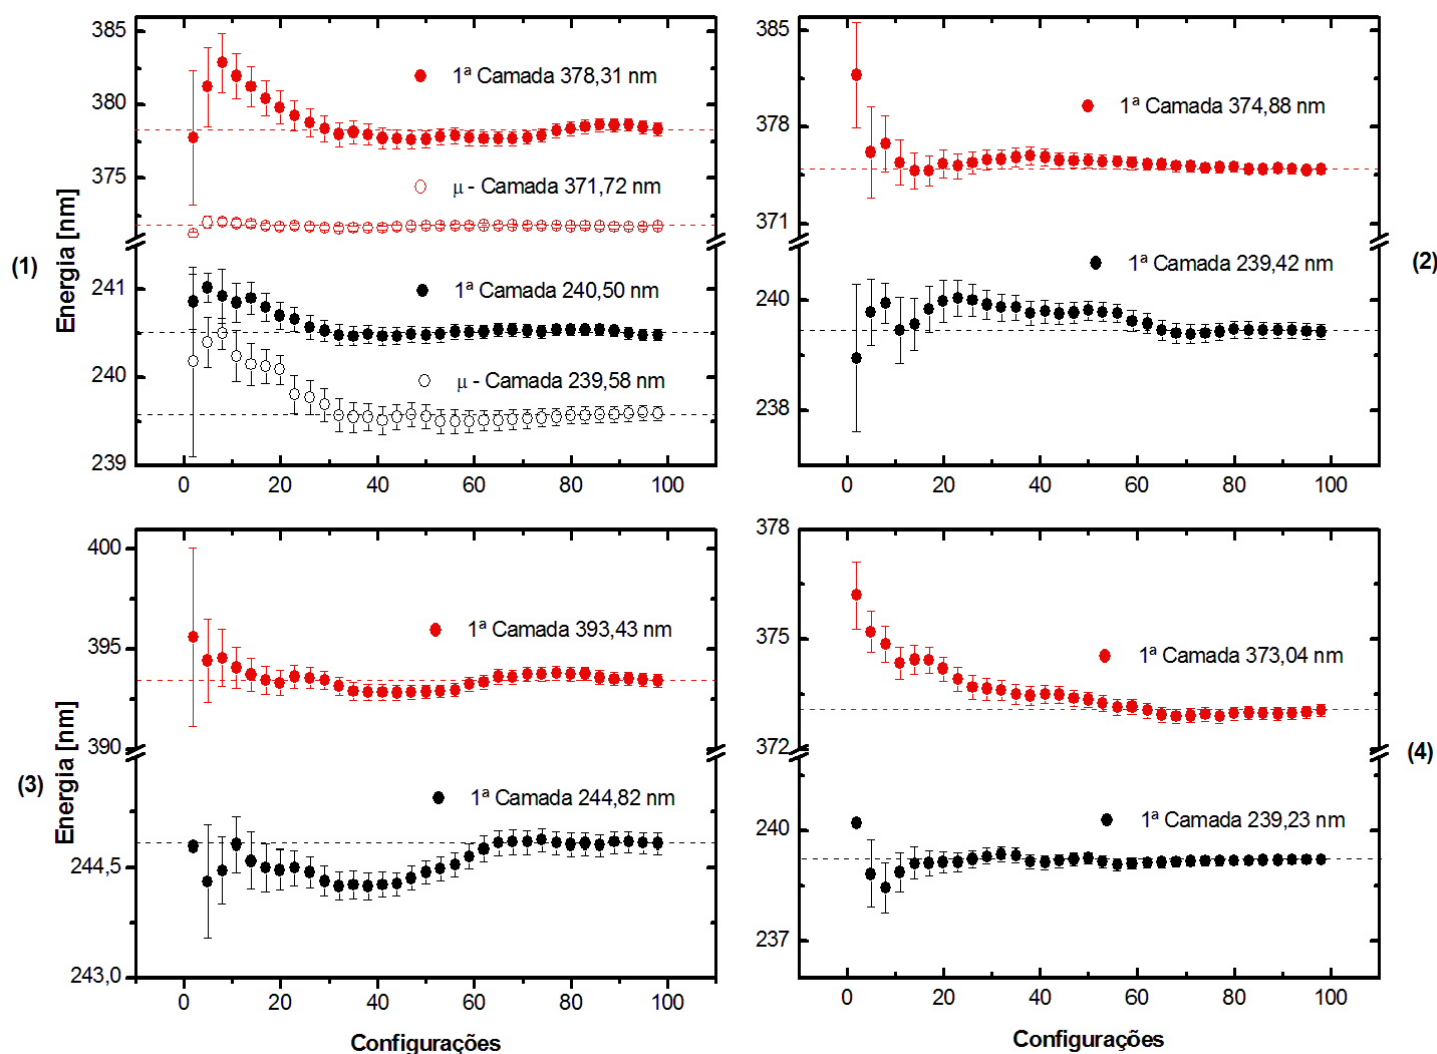 (1)
Energia [nm]
385
380
375
241
240
239
1ª Camada 378,31 nm
μ - Camada 371,72 nm
1ª Camada 240,50 nm
μ - Camada 239,58 nm
0 20 40 60 80 100
(2)
385
378
371
240
238
1ª Camada 374,88 nm
1ª Camada 239,42 nm
0 20 40 60 80 100
(3)
Energia [nm]
400
395
390
244,5
243,0
1ª Camada 393,43 nm
1ª Camada 244,82 nm
0 20 40 60 80 100
Configurações
(4)
378
375
372
240
237
1ª Camada 373,04 nm
1ª Camada 239,23 nm
0 20 40 60 80 100
Configurações